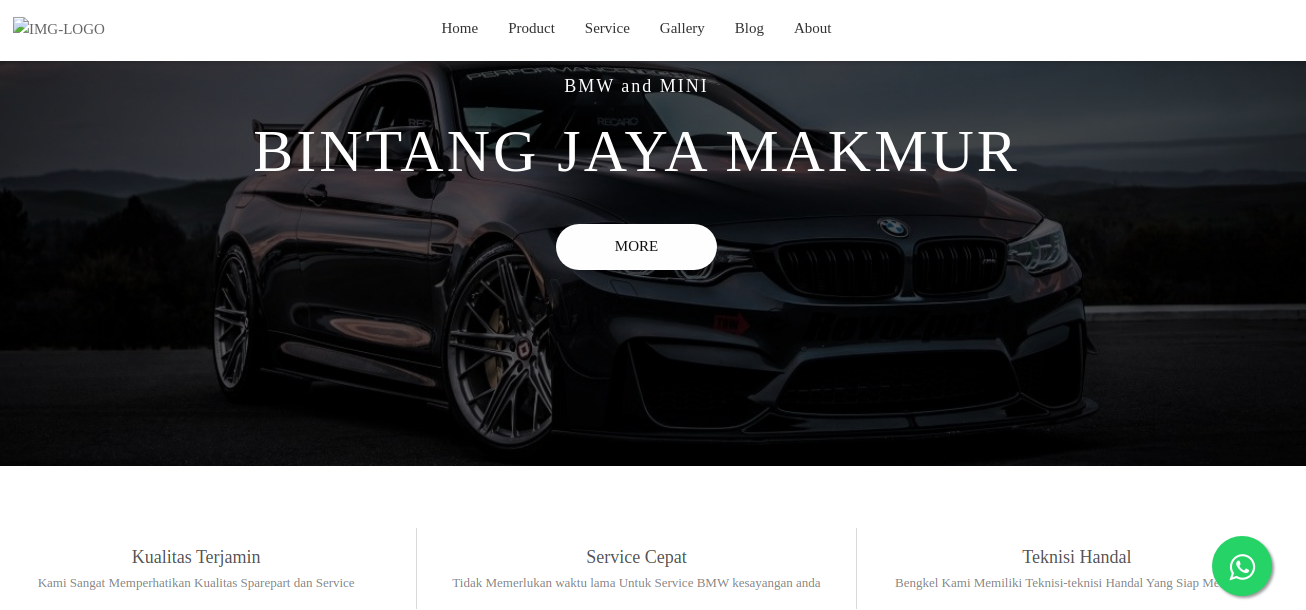 IMG-LOGO
Home Product Service Gallery Blog About
BMW and MINI
BINTANG JAYA MAKMUR
MORE
Kualitas Terjamin
Kami Sangat Memperhatikan Kualitas Sparepart dan Service
Service Cepat
Tidak Memerlukan waktu lama Untuk Service BMW kesayangan anda
Teknisi Handal
Bengkel Kami Memiliki Teknisi-teknisi Handal Yang Siap